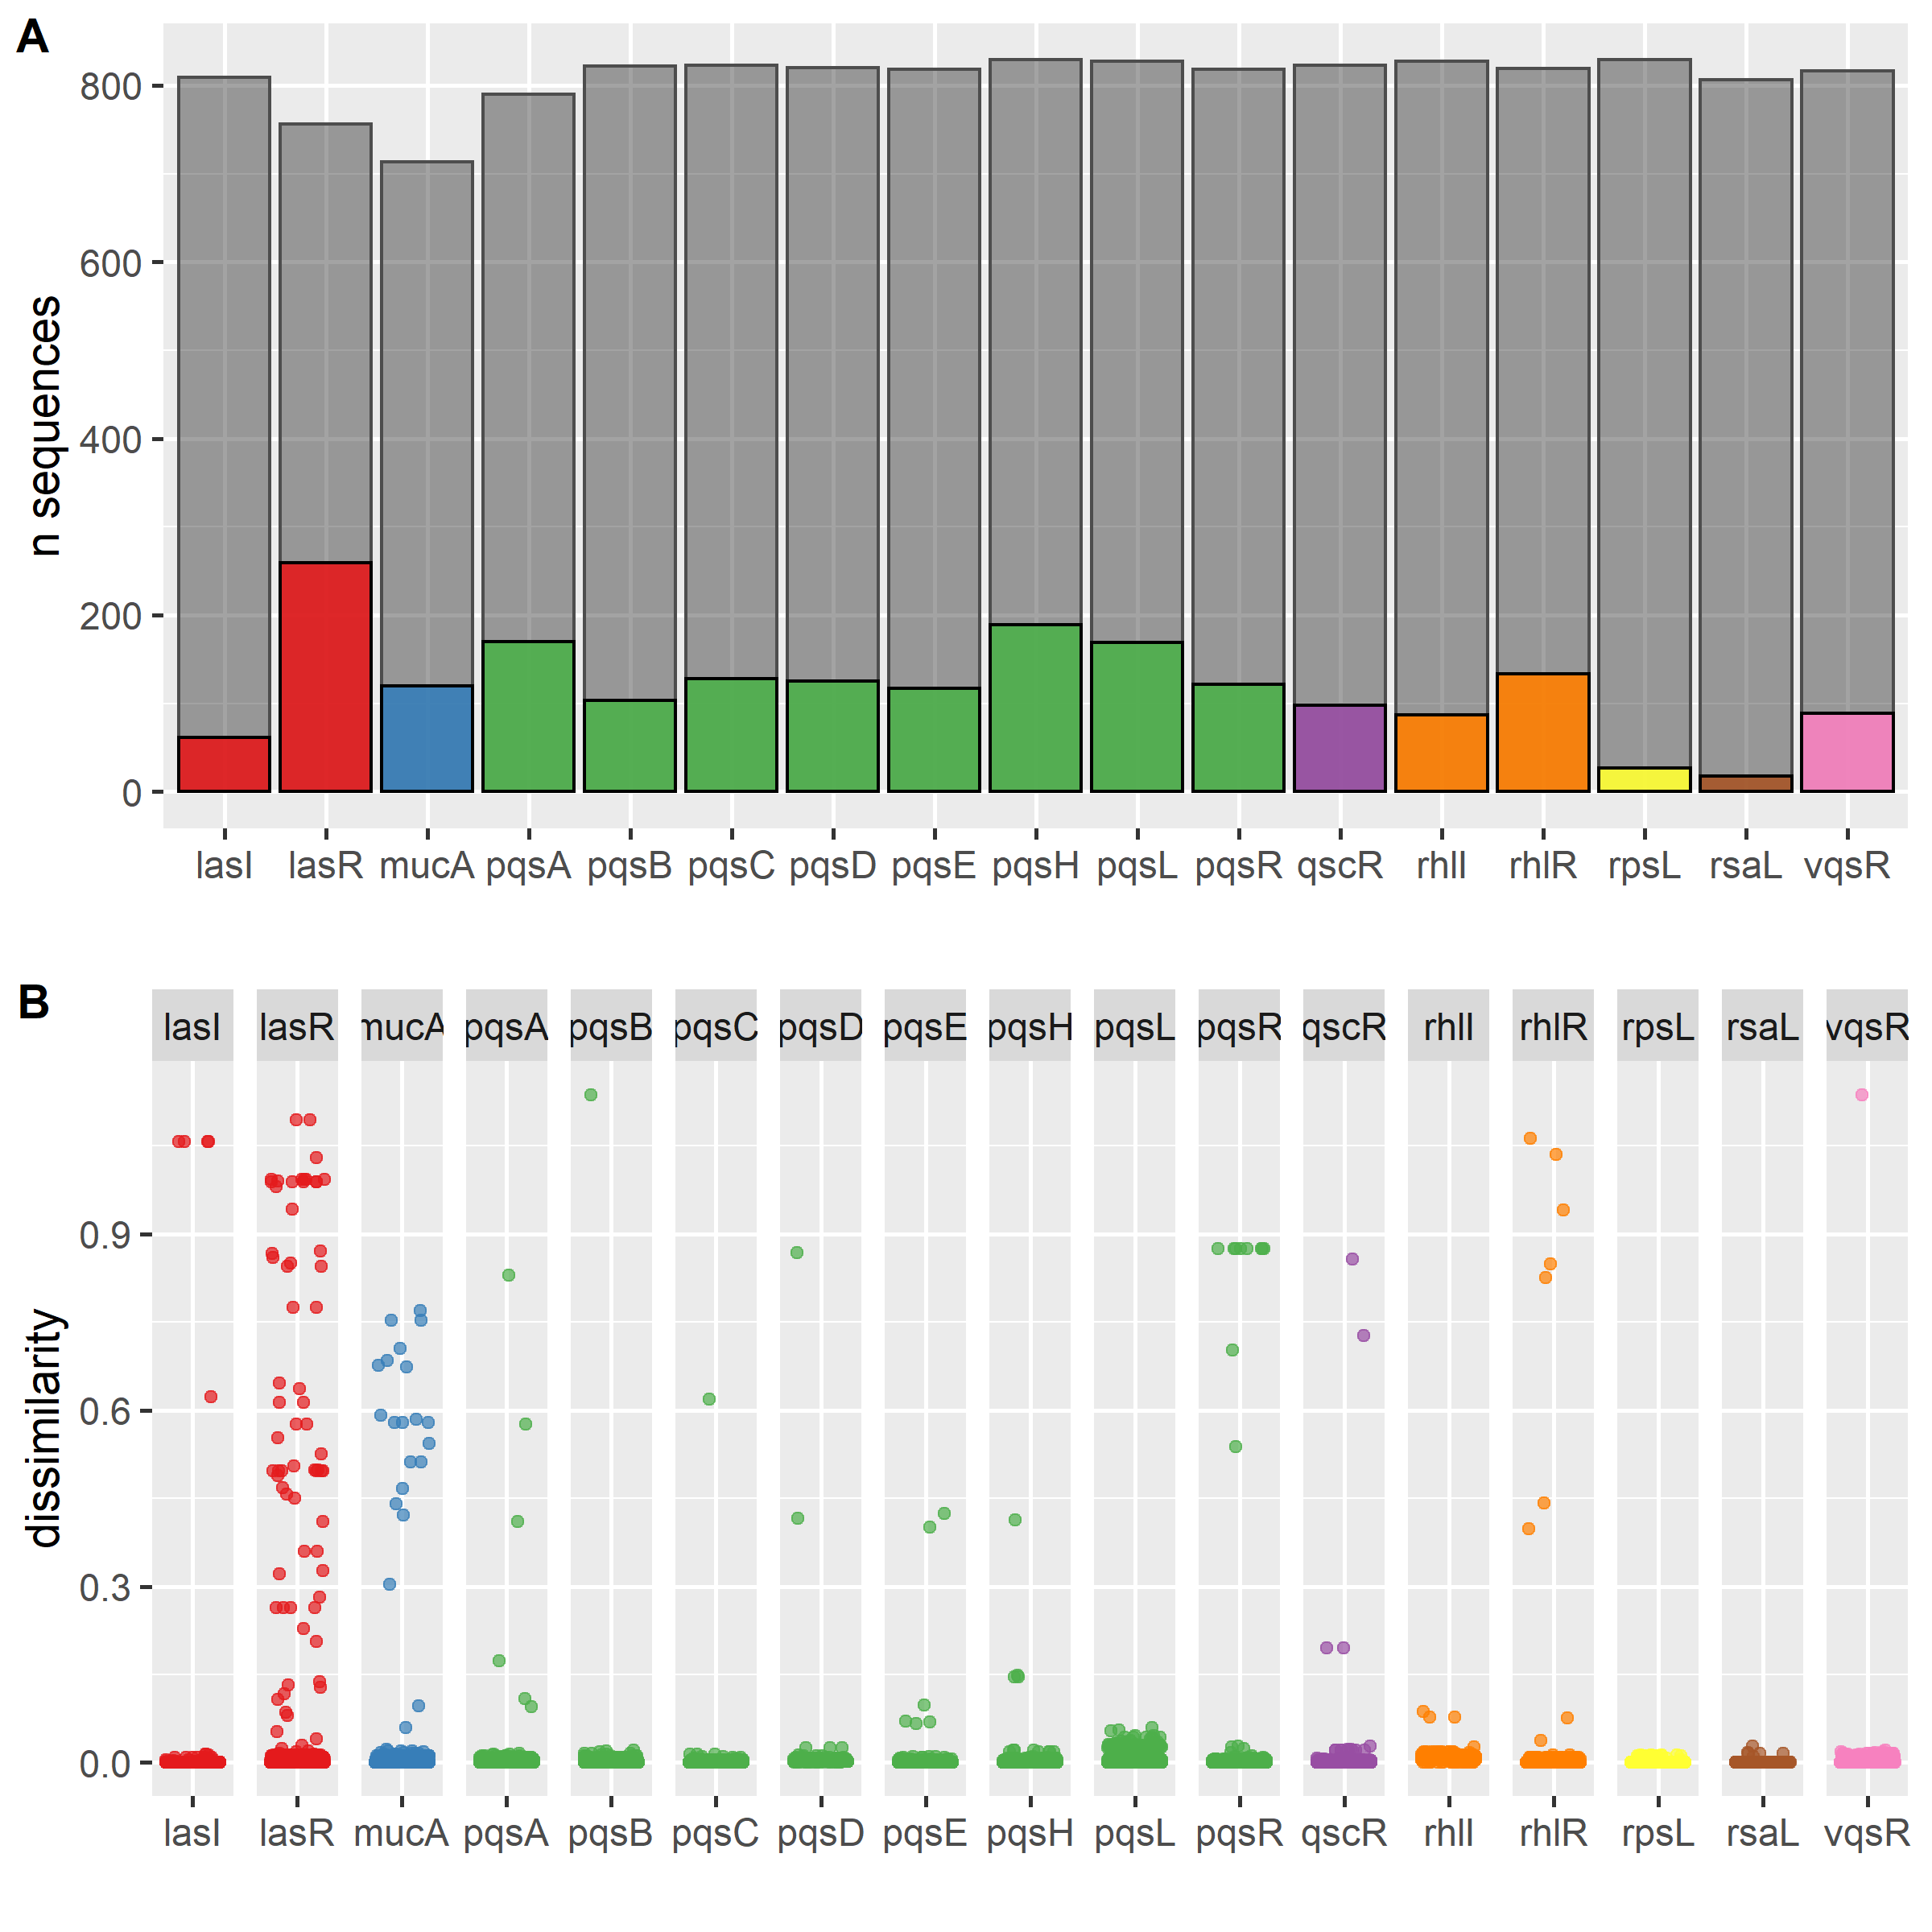 A
n sequences
800
600
400
200
0
lasI lasR mucA pqsA pqsB pqsC pqsD pqsE pqsH pqsL pqsR qscR rhlI rhlR rpsL rsaL vqsR
B
lasI lasR mucA pqsA pqsB pqsC pqsD pqsE pqsH pqsL pqsR qscR rhlI rhlR rpsL rsaL vqsR
dissimilarity
0.9
0.6
0.3
0.0
lasI lasR mucA pqsA pqsB pqsC pqsD pqsE pqsH pqsL pqsR qscR rhlI rhlR rpsL rsaL vqsR